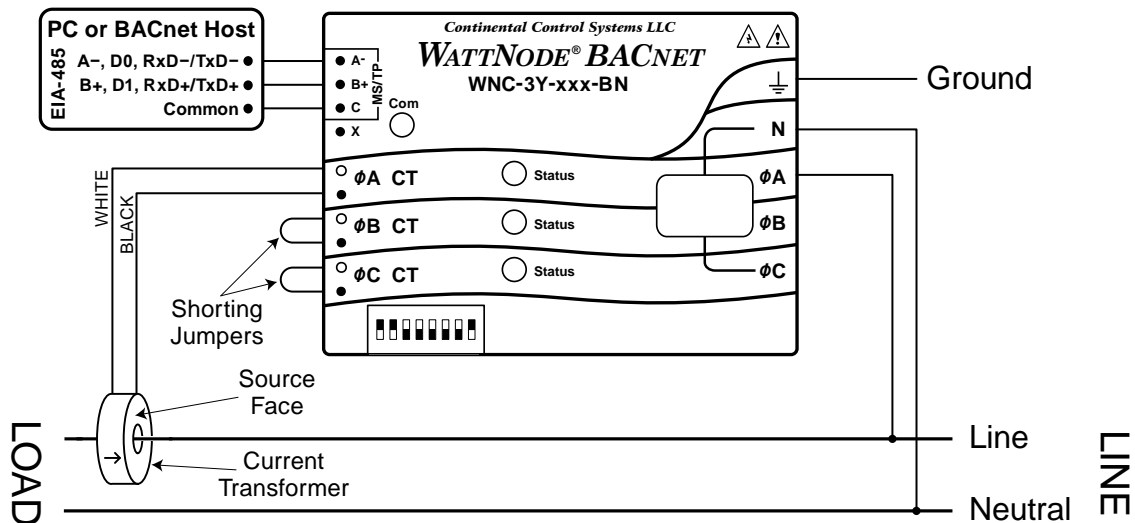 PC or BACnet Host
EIA-485
A−, D0, RxD−/TxD−
B+, D1, RxD+/TxD+
Common
Continental Control Systems LLC
WATTNODE® BACNET
WNC-3Y-xxx-BN
A-
B+
C
X
MS/TP
Com
Ground
N
ϕA CT
Status
ϕA
ϕB CT
Status
ϕB
ϕC CT
Status
ϕC
WHITE
BLACK
Shorting
Jumpers
Source
Face
Current
Transformer
LOAD
Line
Neutral
LINE